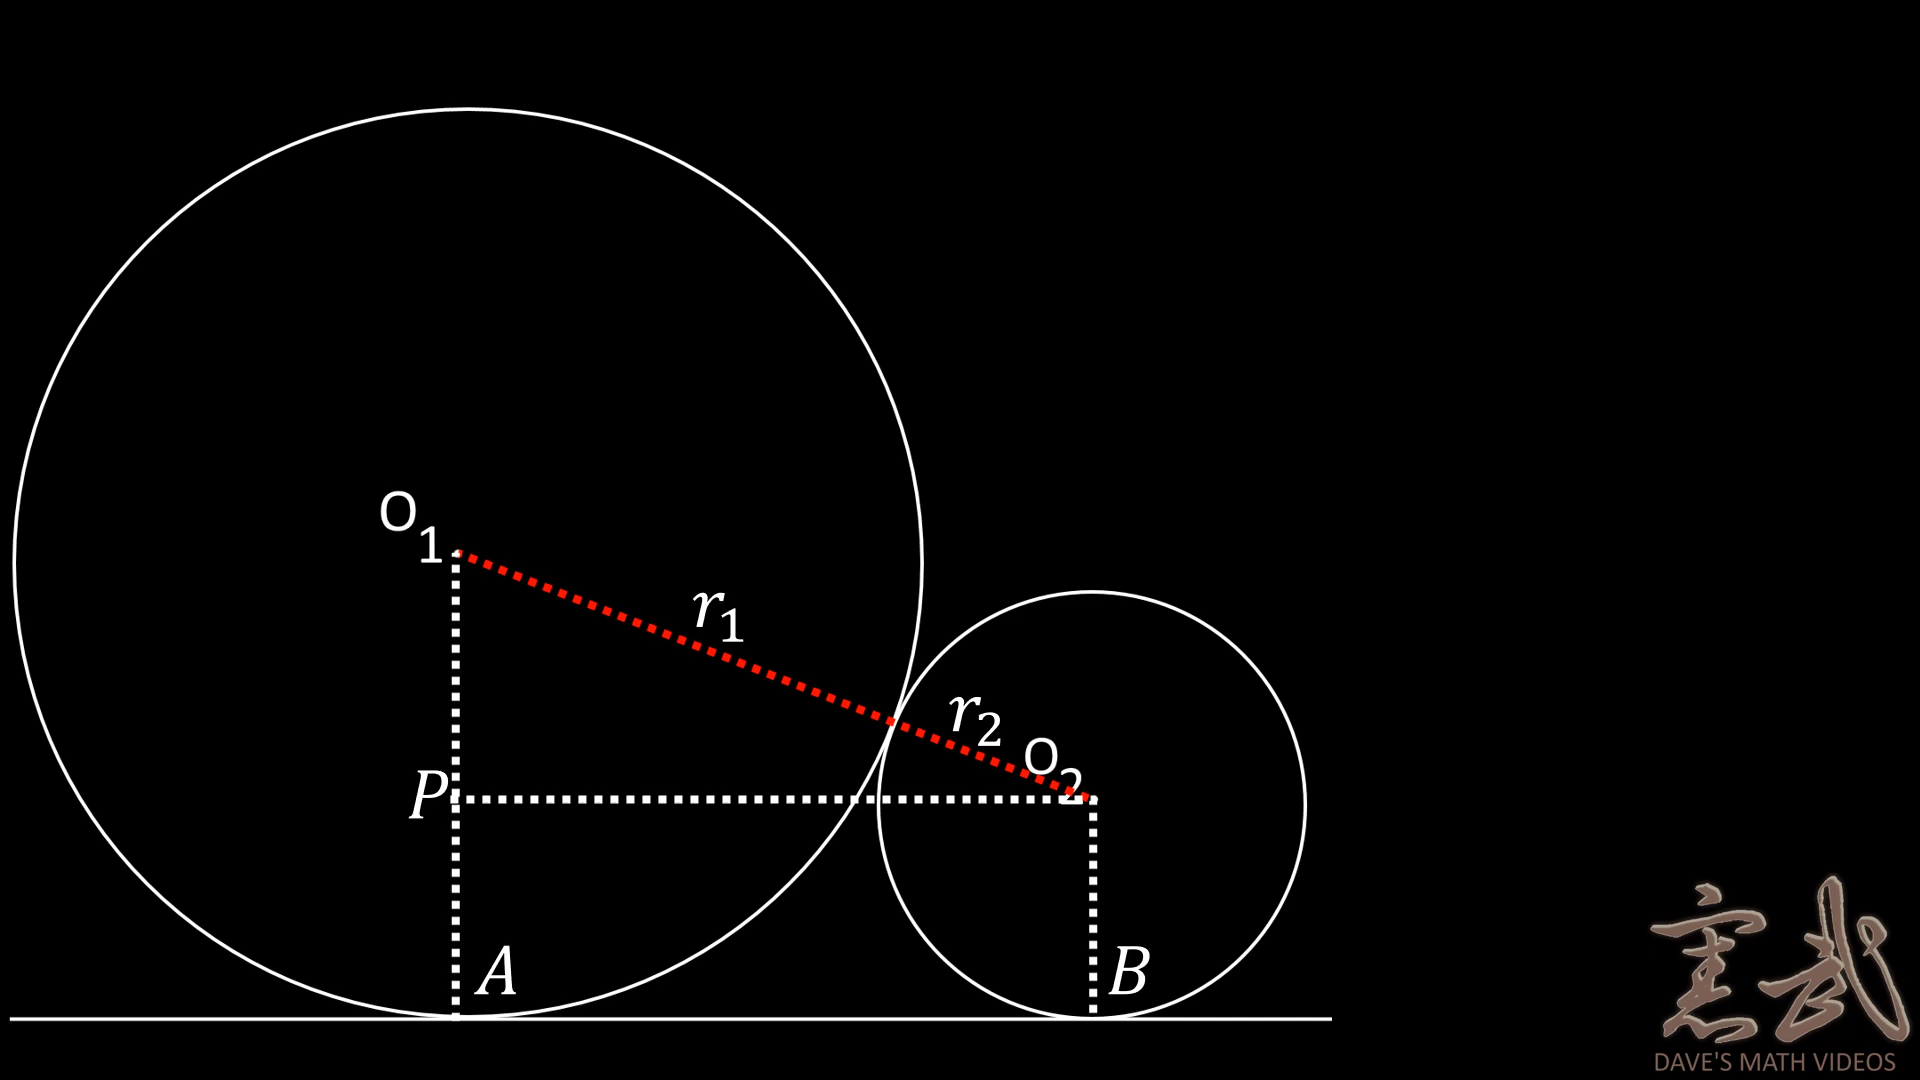 O₁
r₁
r₂
O₂
P
A
B
DAVE'S MATH VIDEOS